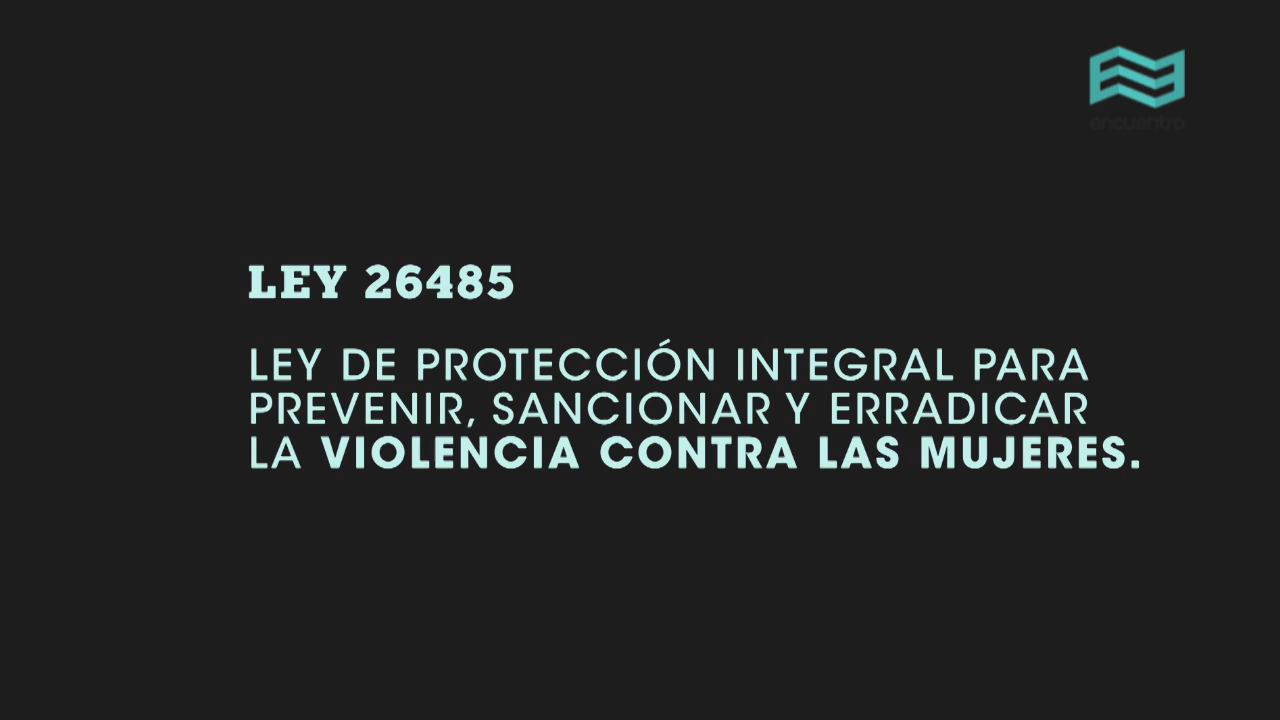 encuentro
LEY 26485
LEY DE PROTECCIÓN INTEGRAL PARA
PREVENIR, SANCIONAR Y ERRADICAR
LA VIOLENCIA CONTRA LAS MUJERES.